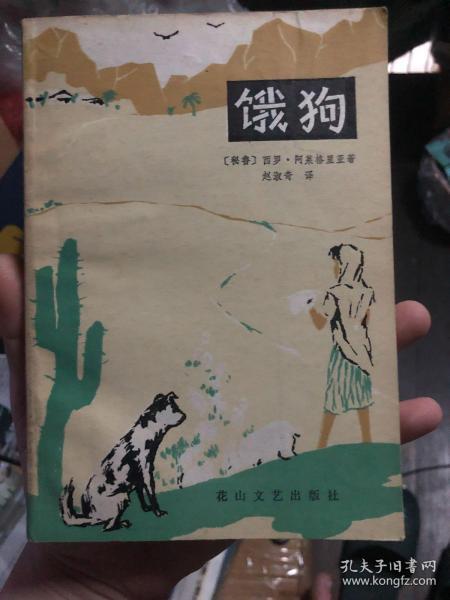 饿狗
〔秘鲁〕西罗·阿莱格里亚著
赵淑奇 译
花山文艺出版社
孔夫子旧书网
www.kongfz.com